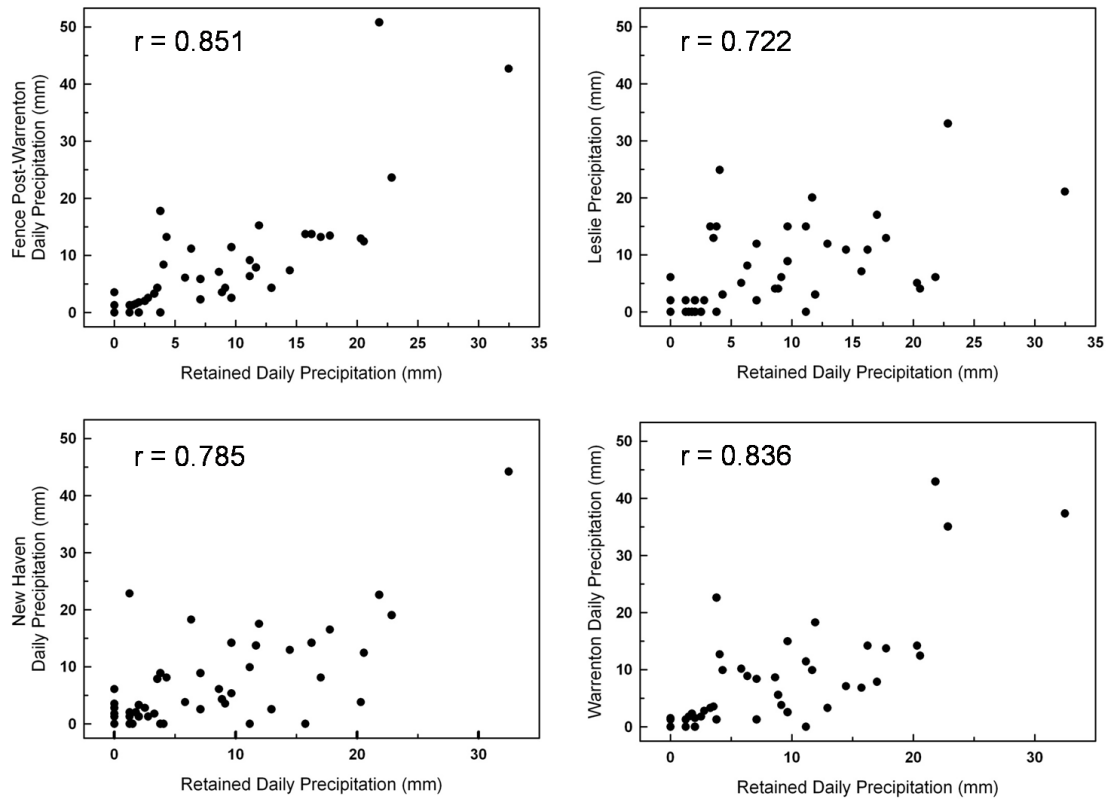 r = 0.851
50
40
30
20
10
0
Fence Post-Warrenton
Daily Precipitation (mm)
0 5 10 15 20 25 30 35
Retained Daily Precipitation (mm)
r = 0.722
50
40
30
20
10
0
Leslie Precipitation (mm)
0 5 10 15 20 25 30 35
Retained Daily Precipitation (mm)
r = 0.785
50
40
30
20
10
0
New Haven
Daily Precipitation (mm)
0 10 20 30
Retained Daily Precipitation (mm)
r = 0.836
50
40
30
20
10
0
Warrenton Daily Precipitation (mm)
0 10 20 30
Retained Daily Precipitation (mm)